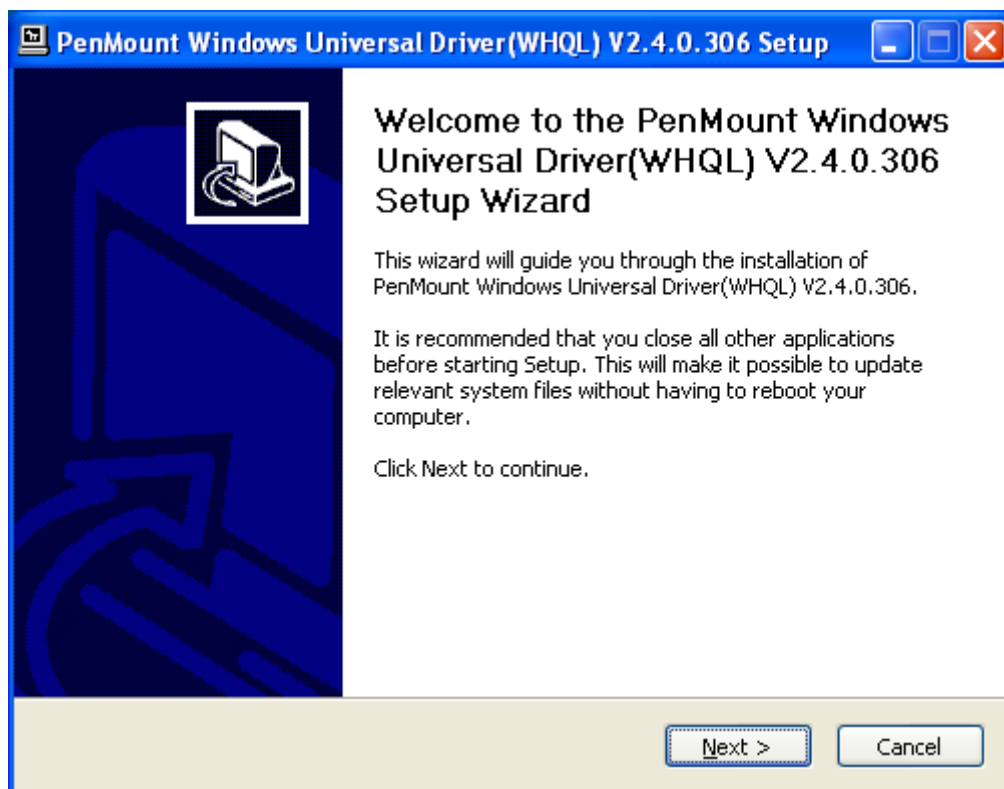 PenMount Windows Universal Driver(WHQL) V2.4.0.306 Setup
Welcome to the PenMount Windows
Universal Driver(WHQL) V2.4.0.306
Setup Wizard
This wizard will guide you through the installation of
PenMount Windows Universal Driver(WHQL) V2.4.0.306.
It is recommended that you close all other applications
before starting Setup. This will make it possible to update
relevant system files without having to reboot your
computer.
Click Next to continue.
Next >
Cancel